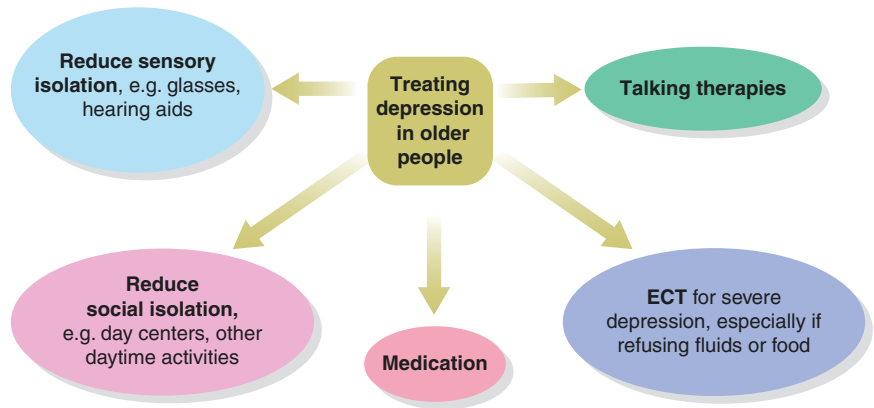 Treating
depression
in older
people
Reduce sensory
isolation, e.g. glasses,
hearing aids
Talking therapies
Reduce
social isolation,
e.g. day centers, other
daytime activities
Medication
ECT for severe
depression, especially if
refusing fluids or food